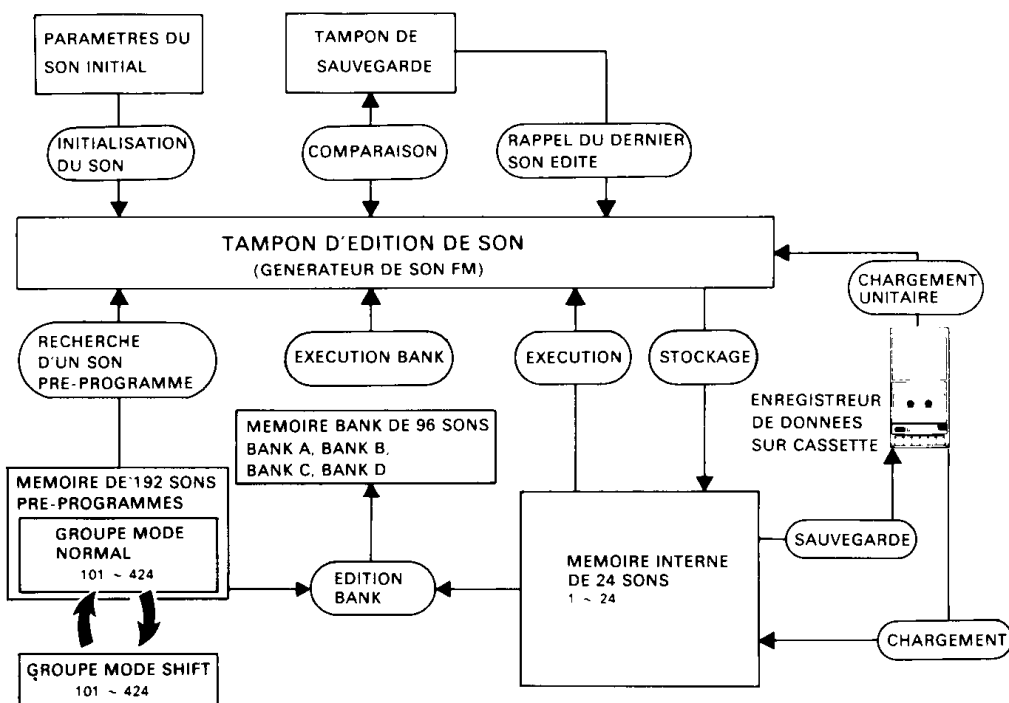 PARAMETRES DU
SON INITIAL
TAMPON DE
SAUVEGARDE
INITIALISATION
DU SON
COMPARAISON
RAPPEL DU DERNIER
SON EDITE
TAMPON D'EDITION DE SON
(GENERATEUR DE SON FM)
CHARGEMENT
UNITAIRE
RECHERCHE
D'UN SON
PRE-PROGRAMME
EXECUTION BANK
EXECUTION
STOCKAGE
ENREGISTREUR
DE DONNEES
SUR CASSETTE
MEMOIRE BANK DE 96 SONS
BANK A, BANK B,
BANK C, BANK D
MEMOIRE DE 192 SONS
PRE-PROGRAMMES
GROUPE MODE
NORMAL
101 ~ 424
EDITION
BANK
MEMOIRE INTERNE
DE 24 SONS
1 ~ 24
SAUVEGARDE
CHARGEMENT
GROUPE MODE SHIFT
101 ~ 424